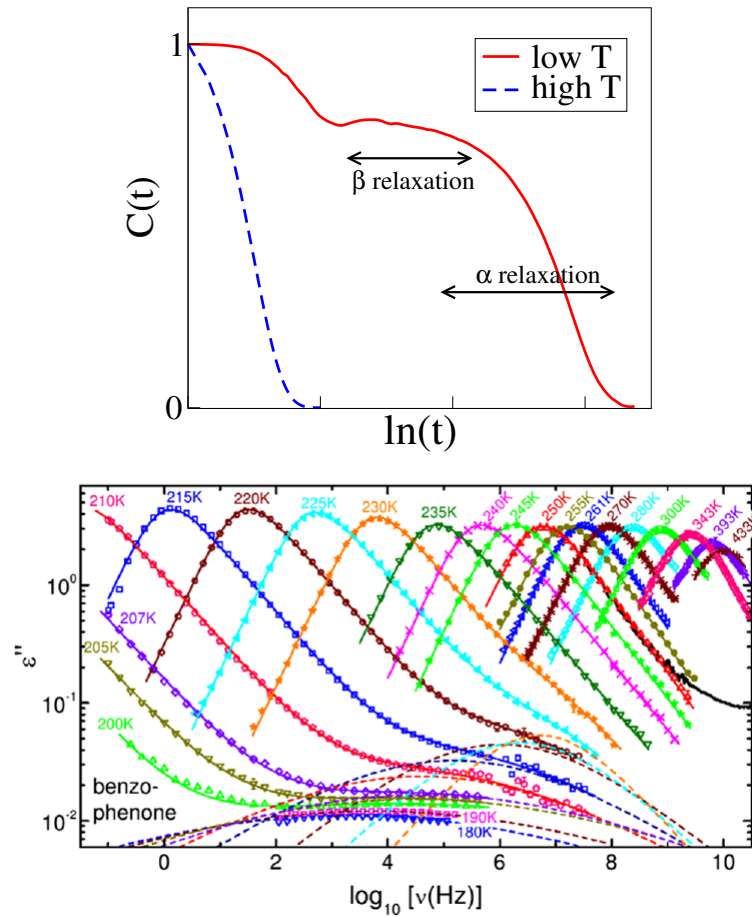 1
low T
high T
β relaxation
C(t)
α relaxation
0
ln(t)
210K
215K
220K
225K
230K
235K
240K
245K
250K
255K
261K
270K
280K
300K
343K
393K
433K
10⁰
207K
205K
ε''
10⁻¹
200K
benzo-
phenone
190K
10⁻²
180K
0 2 4 6 8 10
log₁₀ [ν(Hz)]